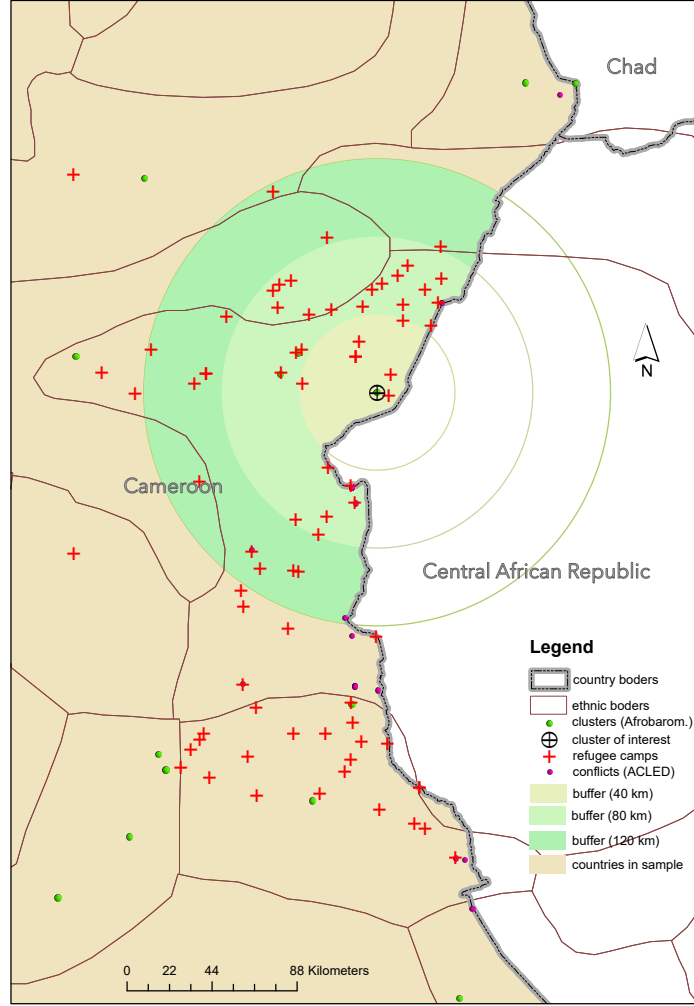 Chad
N
Cameroon
Central African Republic
Legend
country boders
ethnic boders
clusters (Afrobarom.)
cluster of interest
refugee camps
conflicts (ACLED)
buffer (40 km)
buffer (80 km)
buffer (120 km)
countries in sample
0 22 44 88 Kilometers